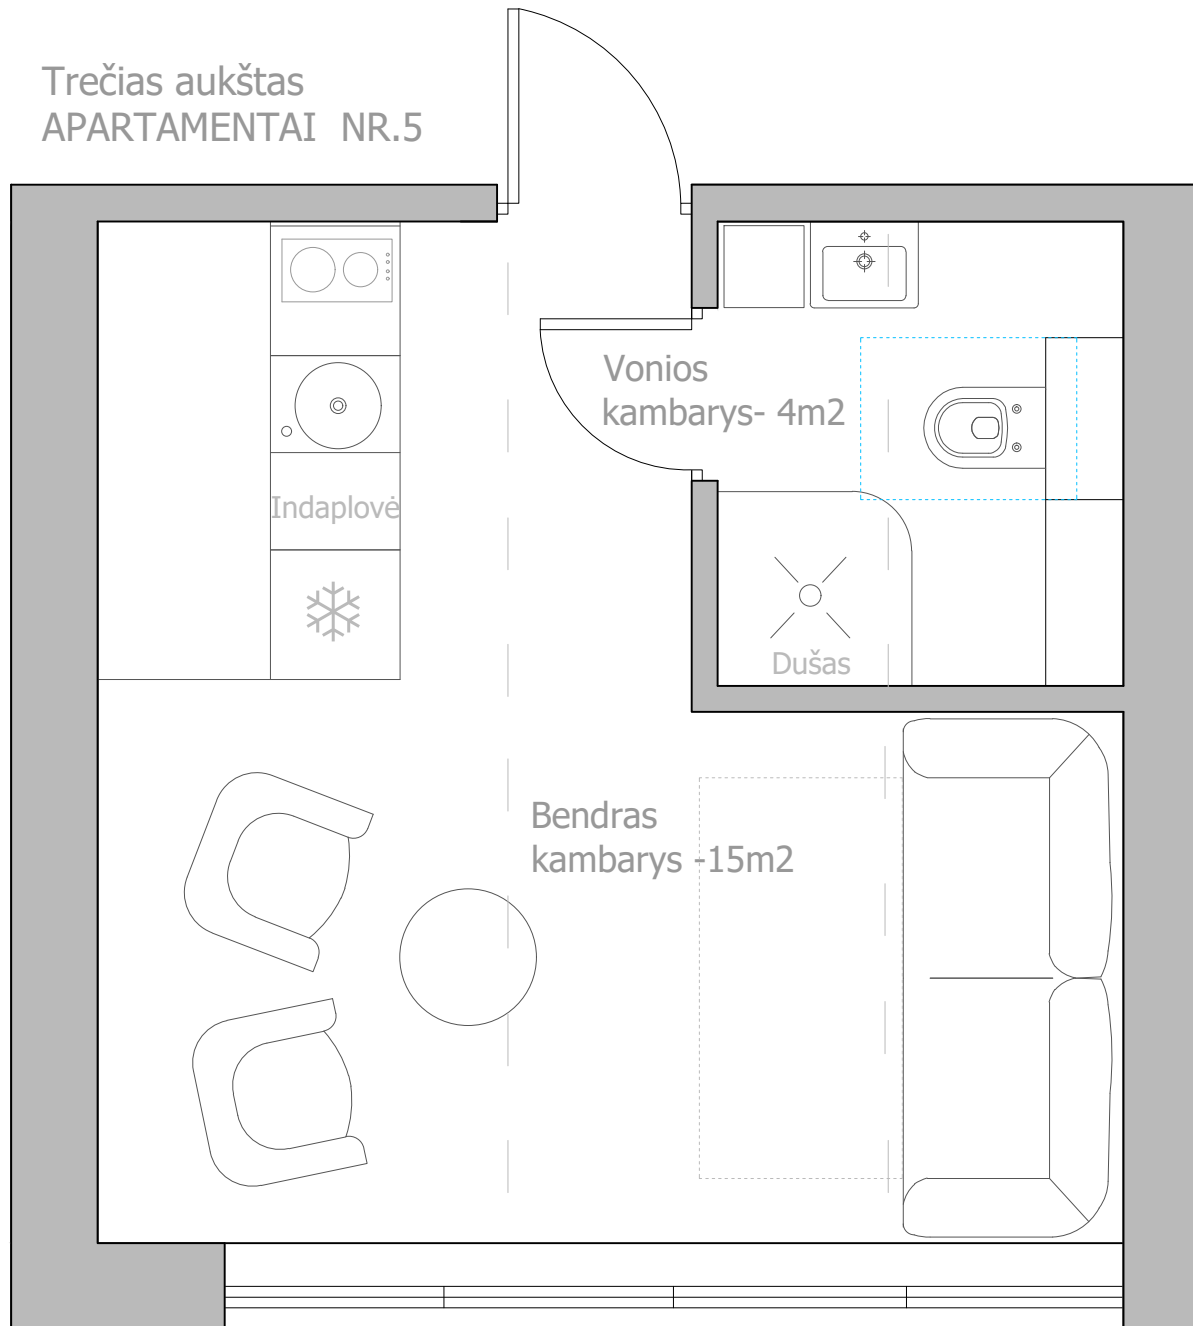 Trečias aukštas
APARTAMENTAI NR.5
Vonios
kambarys- 4m2
Indaplovė
Dušas
Bendras
kambarys -15m2